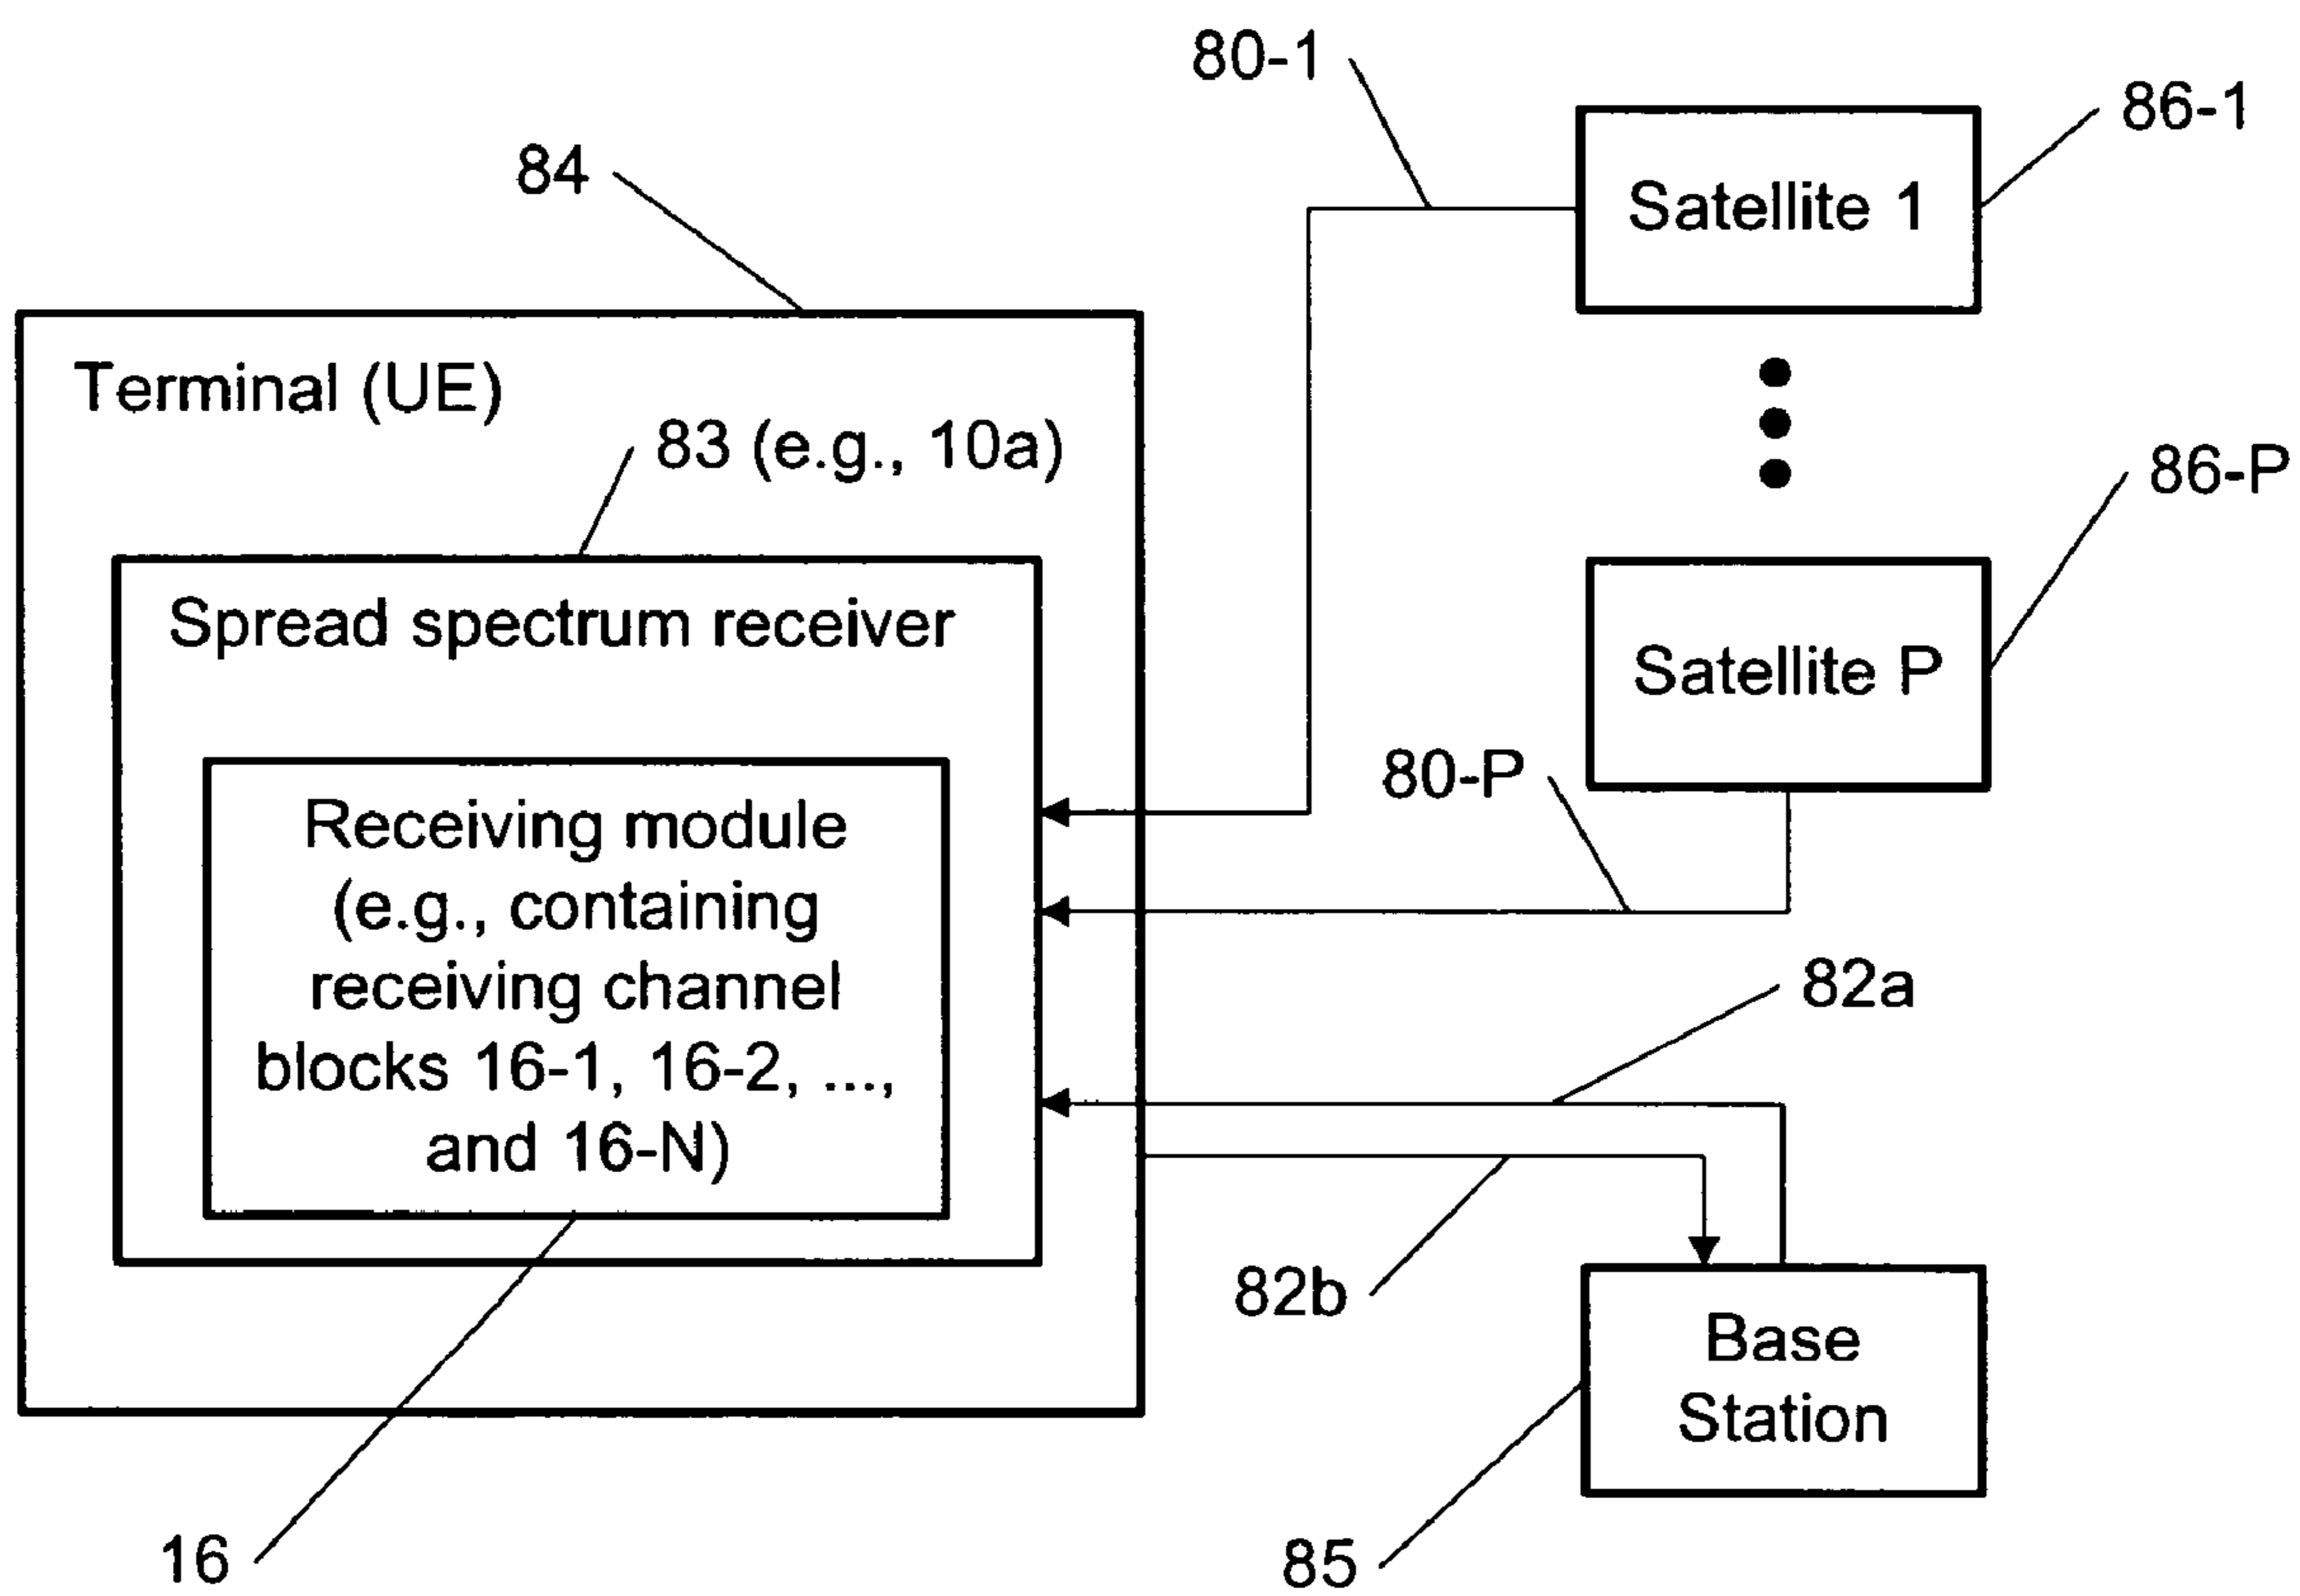 80-1
86-1
Satellite 1
84
Terminal (UE)
83 (e.g., 10a)
86-P
Spread spectrum receiver
Satellite P
80-P
Receiving module
(e.g., containing
receiving channel
blocks 16-1, 16-2, ...,
and 16-N)
82a
82b
Base
Station
16
85